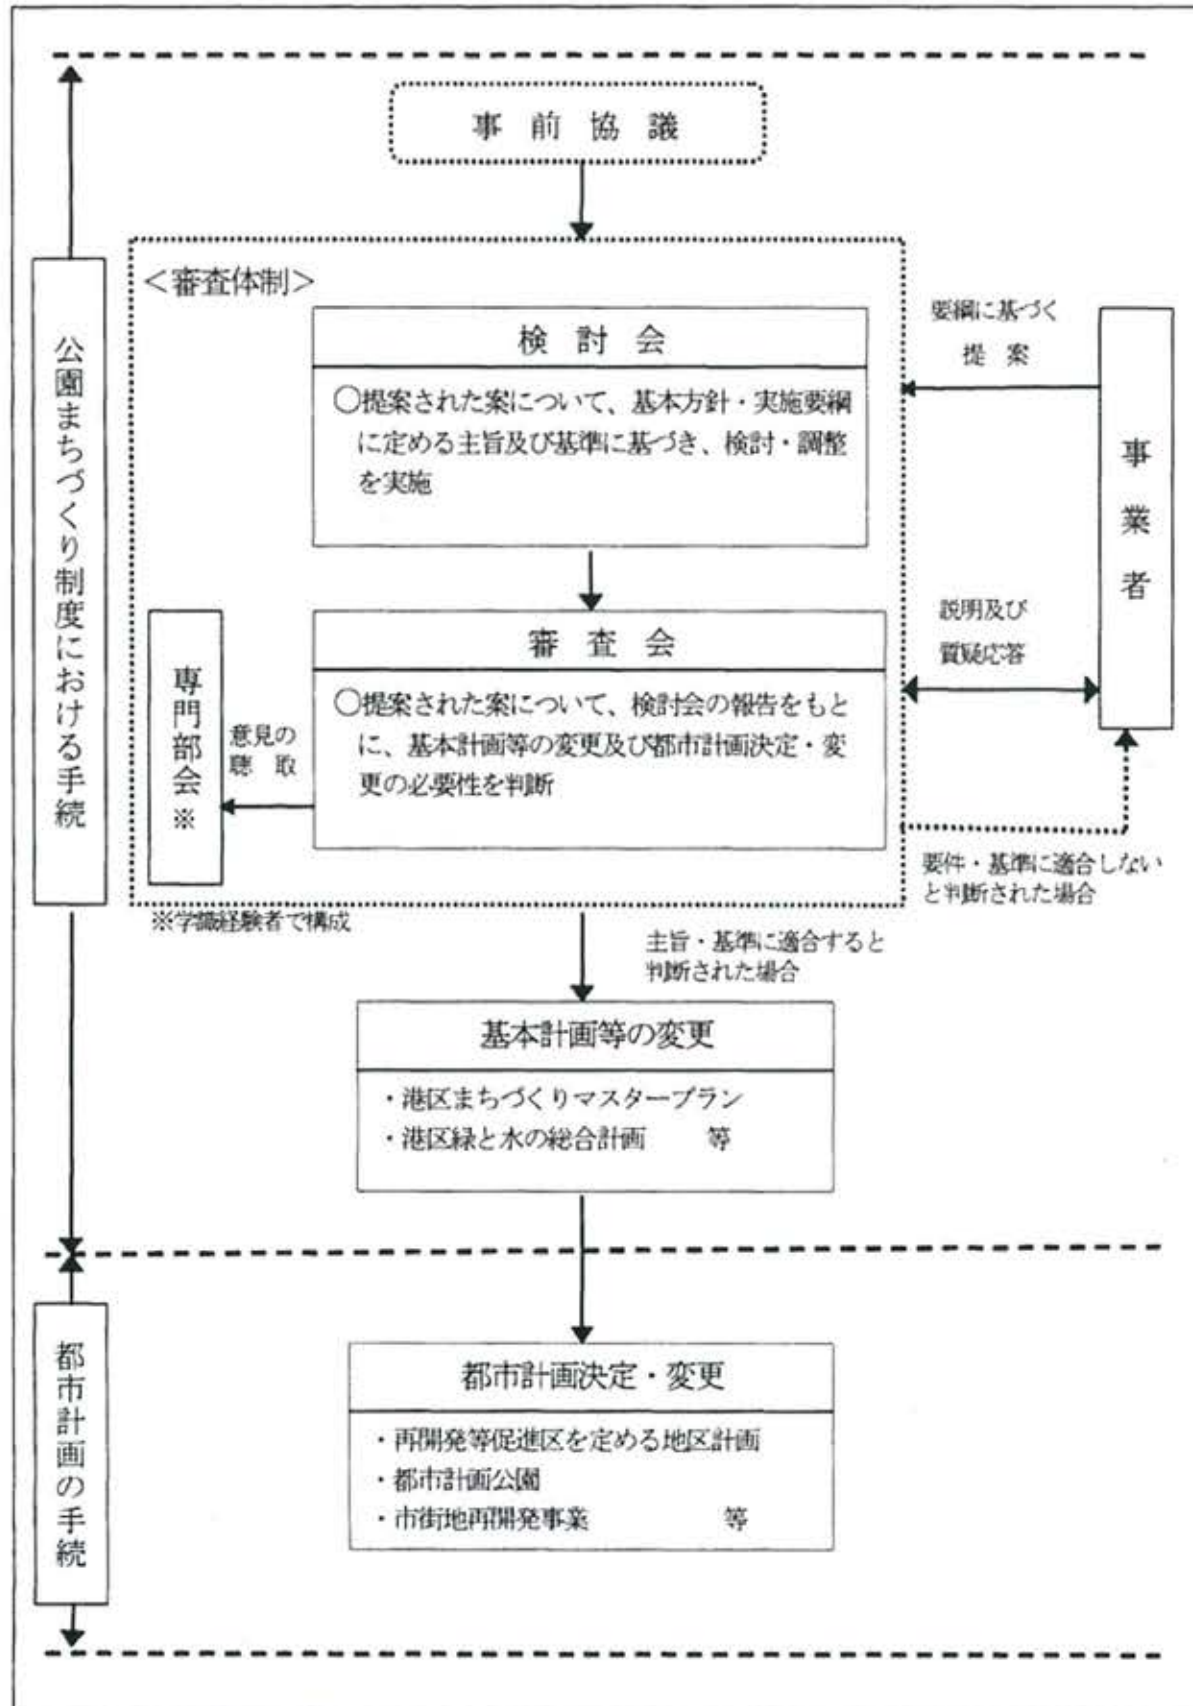 事前協議
<審査体制>
検討会
○提案された案について、基本方針・実施要綱
に定める主旨及び基準に基づき、検討・調整
を実施
審査会
○提案された案について、検討会の報告をもと
に、基本計画等の変更及び都市計画決定・変
更の必要性を判断
専門部会※
意見の
聴取
※学識経験者で構成
要綱に基づく
提案
事業者
説明及び
質疑応答
要件・基準に適合しない
と判断された場合
主旨・基準に適合すると
判断された場合
公園まちづくり制度における手続
基本計画等の変更
・港区まちづくりマスタープラン
・港区緑と水の総合計画 等
都市計画の手続
都市計画決定・変更
・再開発等促進区を定める地区計画
・都市計画公園
・市街地再開発事業 等